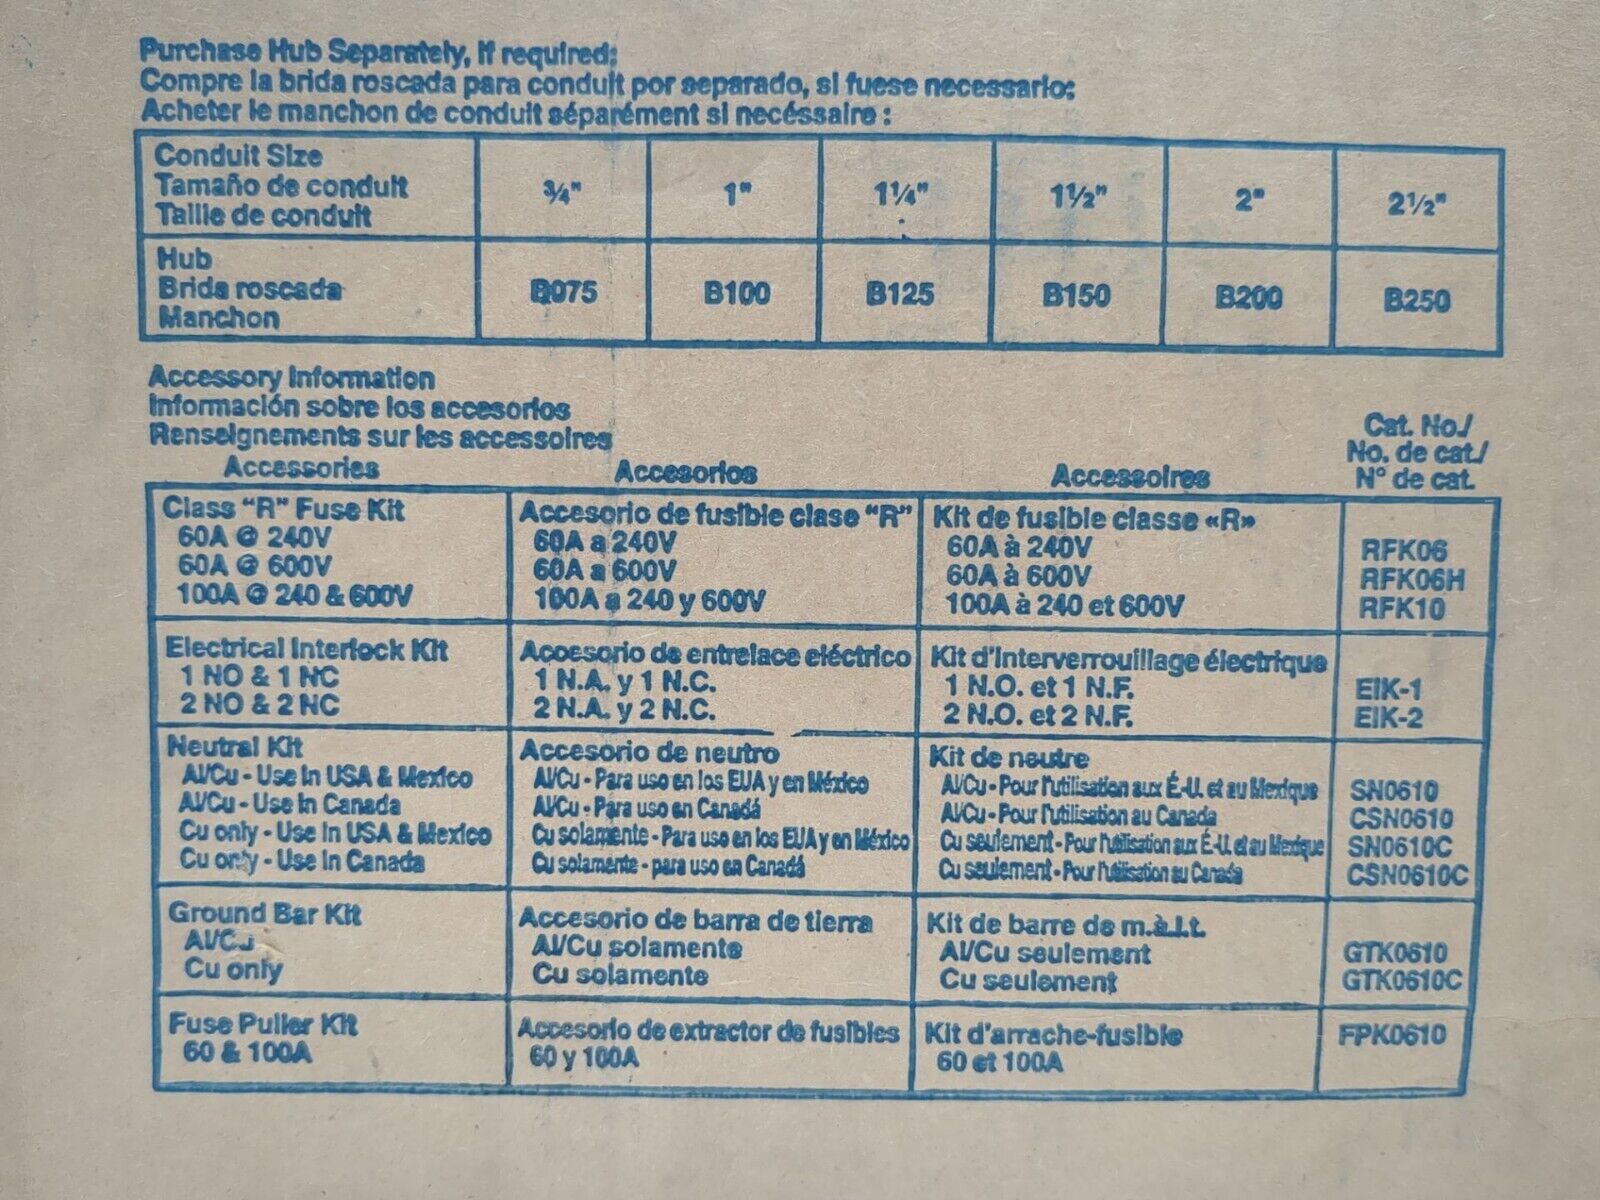 Purchase Hub Separately, if required:
Compre la brida roscada para conduit por separado, si fuese necesario:
Acheter le manchon de conduit séparément si necéssaire :
Conduit Size
Tamaño de conduit
Taille de conduit
¾" 1" 1¼" 1½" 2" 2½"
Hub
Brida roscada
Manchon
B075 B100 B125 B150 B200 B250
Accessory Information
Información sobre los accesorios
Renseignements sur les accessoires
Accessories Accesorios Accessoires
Cat. No./
No. de cat./
N° de cat.
Class "R" Fuse Kit
60A @ 240V
60A @ 600V
100A @ 240 & 600V
Accesorio de fusible clase "R"
60A a 240V
60A a 600V
100A a 240 y 600V
Kit de fusible classe «R»
60A à 240V
60A à 600V
100A à 240 et 600V
RFK06
RFK06H
RFK10
Electrical Interlock Kit
1 NO & 1 NC
2 NO & 2 NC
Accesorio de entrelace eléctrico
1 N.A. y 1 N.C.
2 N.A. y 2 N.C.
Kit d'Interverrouillage électrique
1 N.O. et 1 N.F.
2 N.O. et 2 N.F.
EIK-1
EIK-2
Neutral Kit
Al/Cu - Use in USA & Mexico
Al/Cu - Use in Canada
Cu only - Use in USA & Mexico
Cu only - Use in Canada
Accesorio de neutro
Al/Cu - Para uso en los EUA y en México
Al/Cu - Para uso en Canadá
Cu solamente - Para uso en los EUA y en México
Cu solamente - para uso en Canadá
Kit de neutre
Al/Cu - Pour l'utilisation aux É.-U. et au Mexique
Al/Cu - Pour l'utilisation au Canada
Cu seulement - Pour l'utilisation aux É.-U. et au Mexique
Cu seulement - Pour l'utilisation au Canada
SN0610
CSN0610
SN0610C
CSN0610C
Ground Bar Kit
Al/Cu
Cu only
Accesorio de barra de tierra
Al/Cu solamente
Cu solamente
Kit de barre de m.à.l.t.
Al/Cu seulement
Cu seulement
GTK0610
GTK0610C
Fuse Puller Kit
60 & 100A
Accesorio de extractor de fusibles
60 y 100A
Kit d'arrache-fusible
60 et 100A
FPK0610